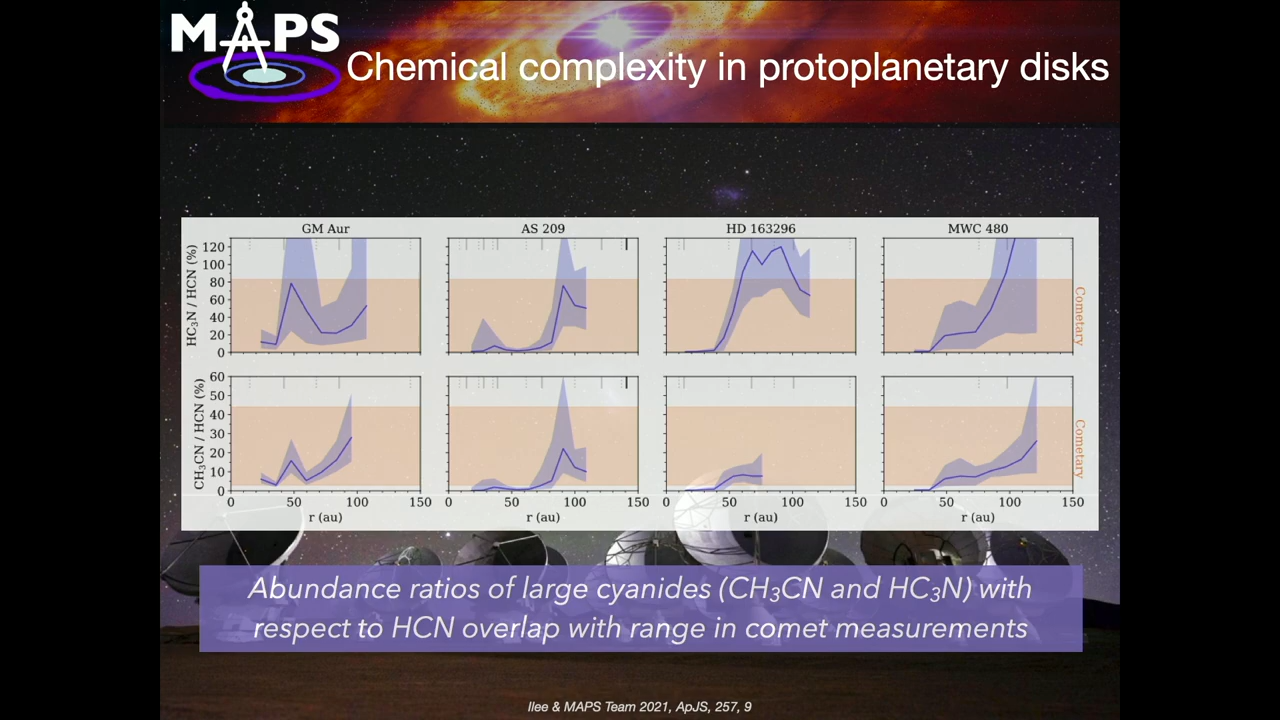 MAPS
Chemical complexity in protoplanetary disks
GM Aur
AS 209
HD 163296
MWC 480
HC₃N / HCN (%)
120
100
80
60
40
20
0
Cometary
CH₃CN / HCN (%)
60
50
40
30
20
10
0
Cometary
0 50 100 150
0 50 100 150
0 50 100 150
0 50 100 150
r (au)
r (au)
r (au)
r (au)
Abundance ratios of large cyanides (CH₃CN and HC₃N) with
respect to HCN overlap with range in comet measurements
Ilee & MAPS Team 2021, ApJS, 257, 9